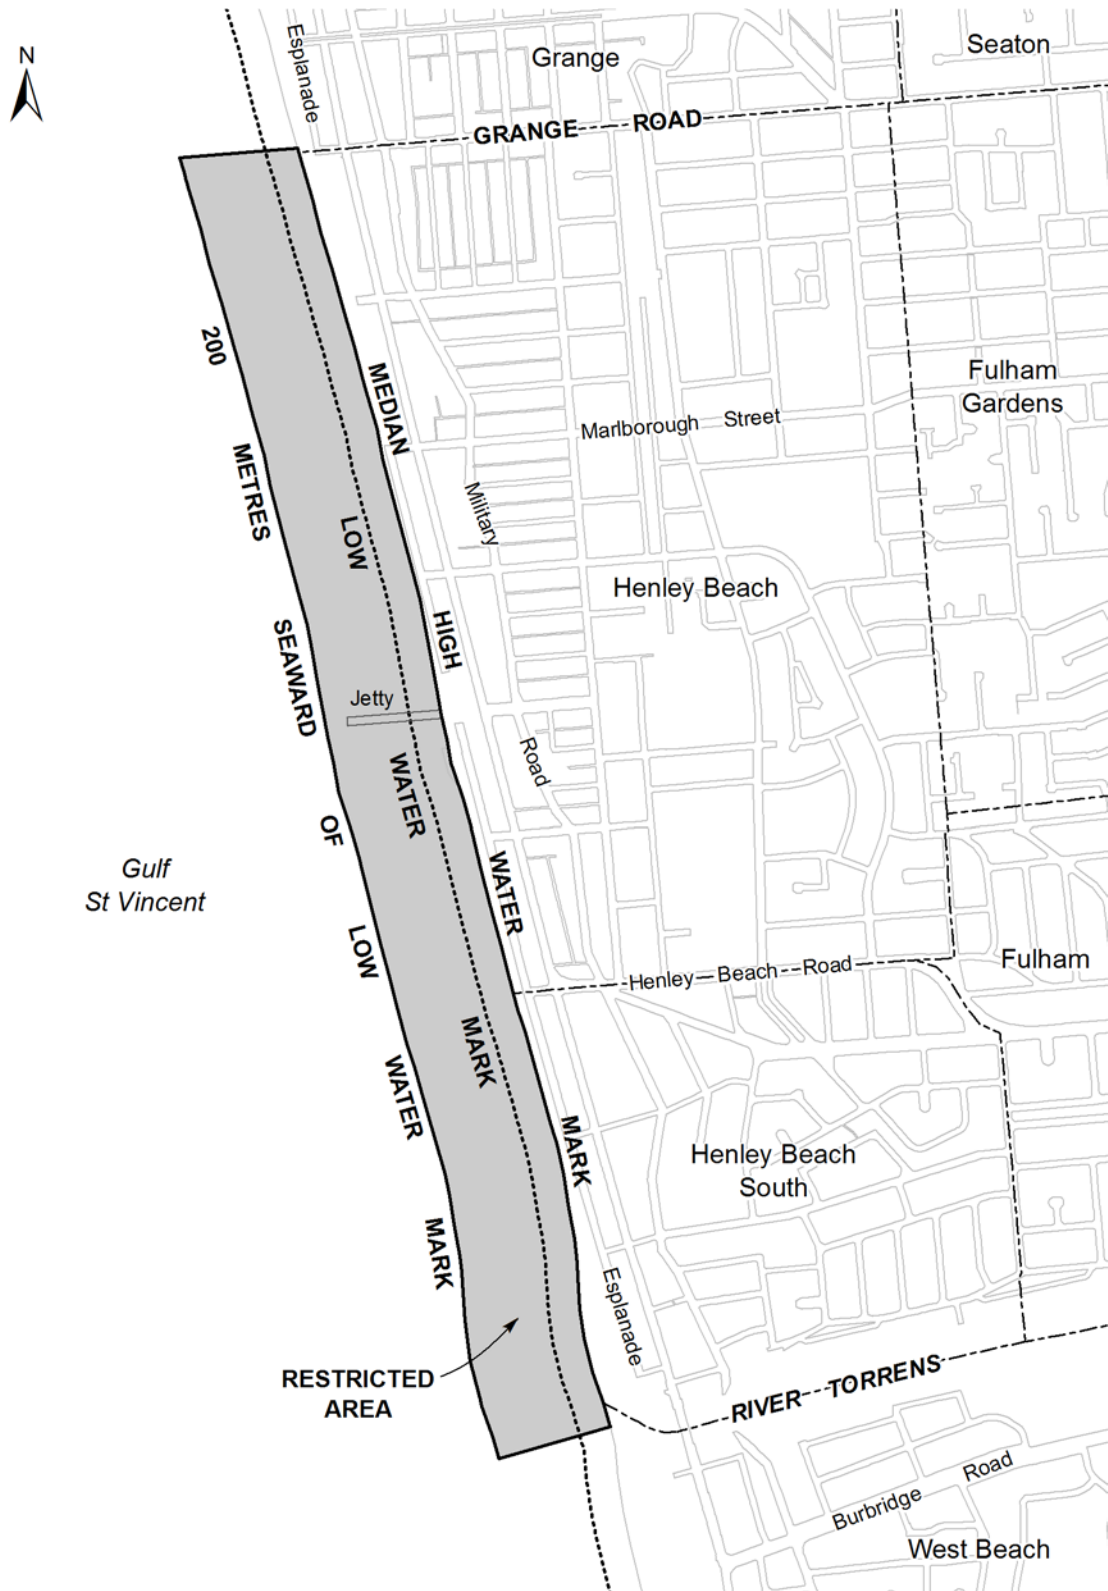 N
Esplanade
Grange
Seaton
GRANGE ROAD
200 METRES SEAWARD OF LOW WATER MARK
MEDIAN HIGH WATER MARK
LOW WATER MARK
Fulham
Gardens
Marlborough Street
Military Road
Henley Beach
Jetty
Gulf
St Vincent
Henley Beach Road
Fulham
Henley Beach
South
Esplanade
RESTRICTED
AREA
RIVER TORRENS
Burbridge Road
West Beach